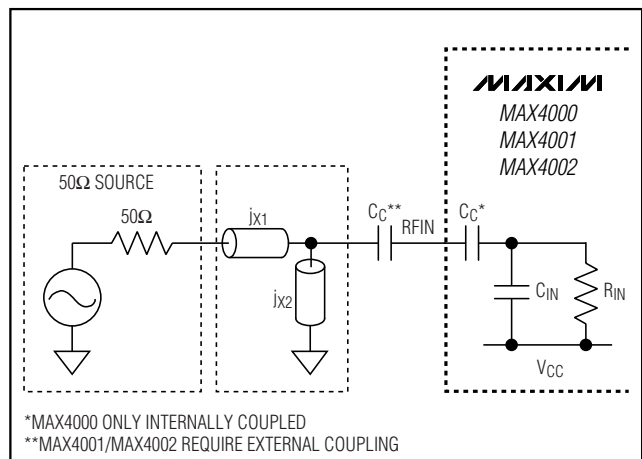 MAXIM
MAX4000
MAX4001
MAX4002
50Ω SOURCE
50Ω
jX1
jX2
CC**
RFIN
CC*
CIN
RIN
VCC
*MAX4000 ONLY INTERNALLY COUPLED
**MAX4001/MAX4002 REQUIRE EXTERNAL COUPLING